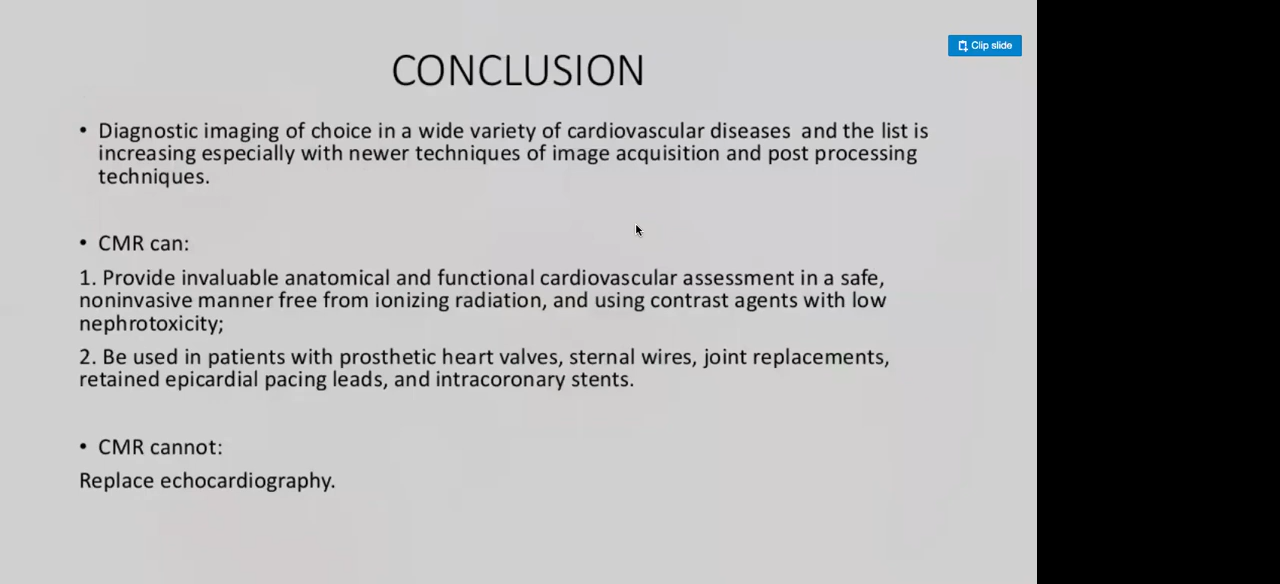 Clip slide
CONCLUSION
• Diagnostic imaging of choice in a wide variety of cardiovascular diseases and the list is
increasing especially with newer techniques of image acquisition and post processing
techniques.
• CMR can:
1. Provide invaluable anatomical and functional cardiovascular assessment in a safe,
noninvasive manner free from ionizing radiation, and using contrast agents with low
nephrotoxicity;
2. Be used in patients with prosthetic heart valves, sternal wires, joint replacements,
retained epicardial pacing leads, and intracoronary stents.
• CMR cannot:
Replace echocardiography.